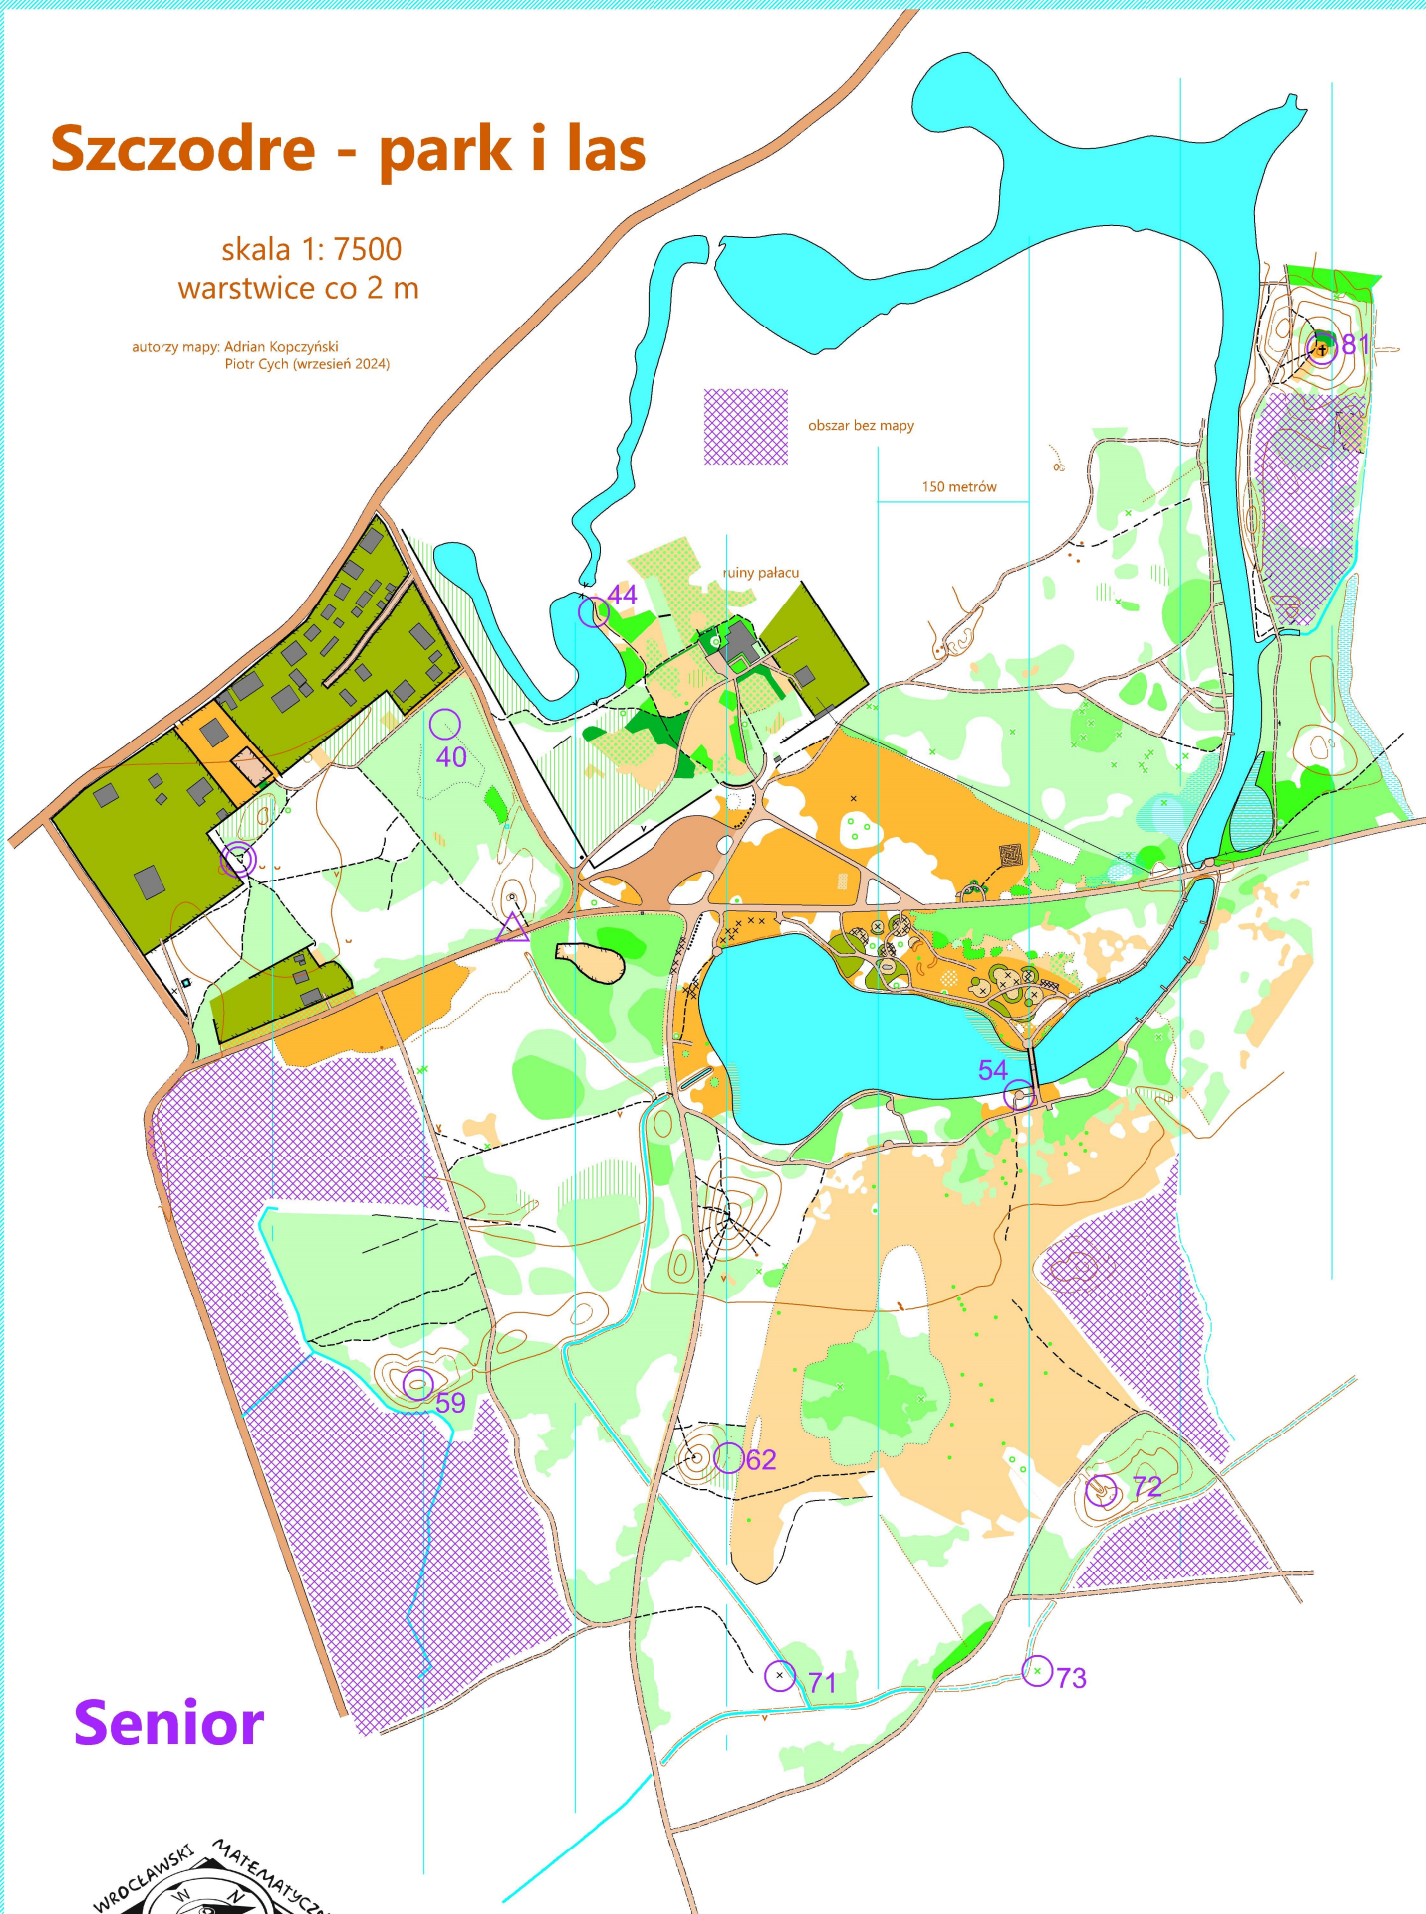 Szczodre - park i las
skala 1: 7500
warstwice co 2 m
autorzy mapy: Adrian Kopczyński
Piotr Cych (wrzesień 2024)
81
obszar bez mapy
150 metrów
ruiny pałacu
44
40
54
59
62
72
71
73
Senior
WROCŁAWSKI
W N